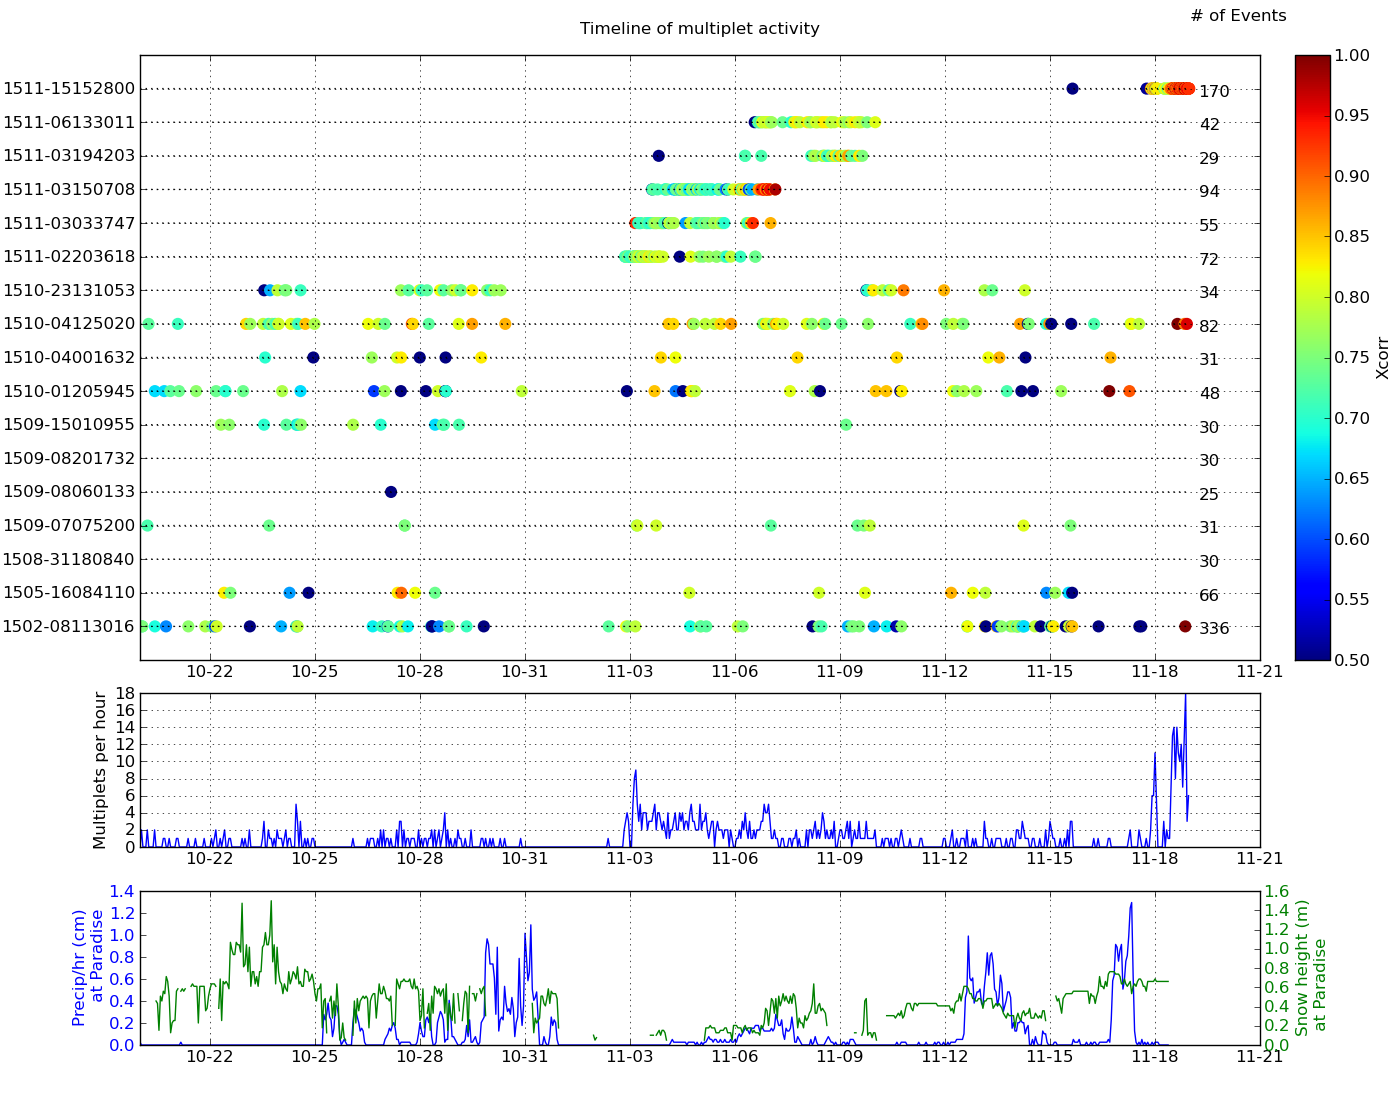 # of Events
Timeline of multiplet activity
1511-15152800 170 1.00
1511-06133011 42 0.95
1511-03194203 29 0.90
1511-03150708 94
1511-03033747 55 0.85
1511-02203618 72
1510-23131053 34 0.80
1510-04125020 82
1510-04001632 31 0.75
Xcorr
1510-01205945 48 0.70
1509-15010955 30
1509-08201732 30 0.65
1509-08060133 25
1509-07075200 31 0.60
1508-31180840 30 0.55
1505-16084110 66
1502-08113016 336
0.50
10-22 10-25 10-28 10-31 11-03 11-06 11-09 11-12 11-15 11-18 11-21
Multiplets per hour
18
16
14
12
10
8
6
4
2
0
10-22 10-25 10-28 10-31 11-03 11-06 11-09 11-12 11-15 11-18 11-21
Precip/hr (cm)
at Paradise
1.4
1.2
1.0
0.8
0.6
0.4
0.2
0.0
1.6
1.4
1.2
1.0
0.8
0.6
0.4
0.2
0.0
Snow height (m)
at Paradise
10-22 10-25 10-28 10-31 11-03 11-06 11-09 11-12 11-15 11-18 11-21